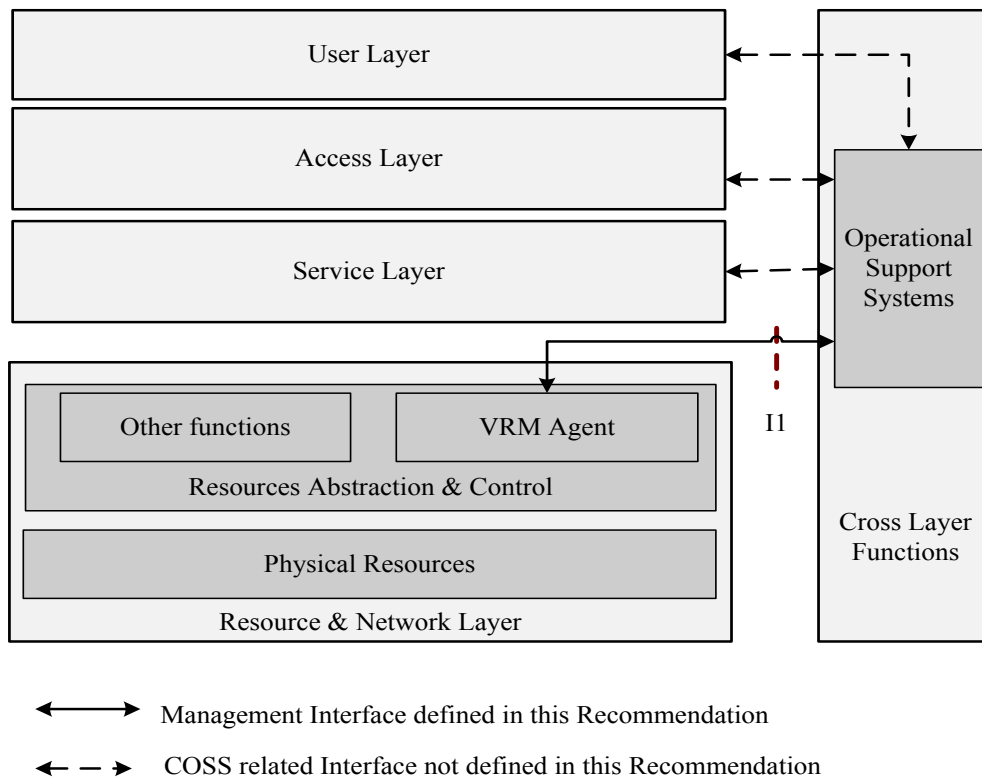 User Layer
Access Layer
Service Layer
Operational
Support
Systems
I1
Other functions
VRM Agent
Resources Abstraction & Control
Physical Resources
Resource & Network Layer
Cross Layer
Functions
Management Interface defined in this Recommendation
COSS related Interface not defined in this Recommendation